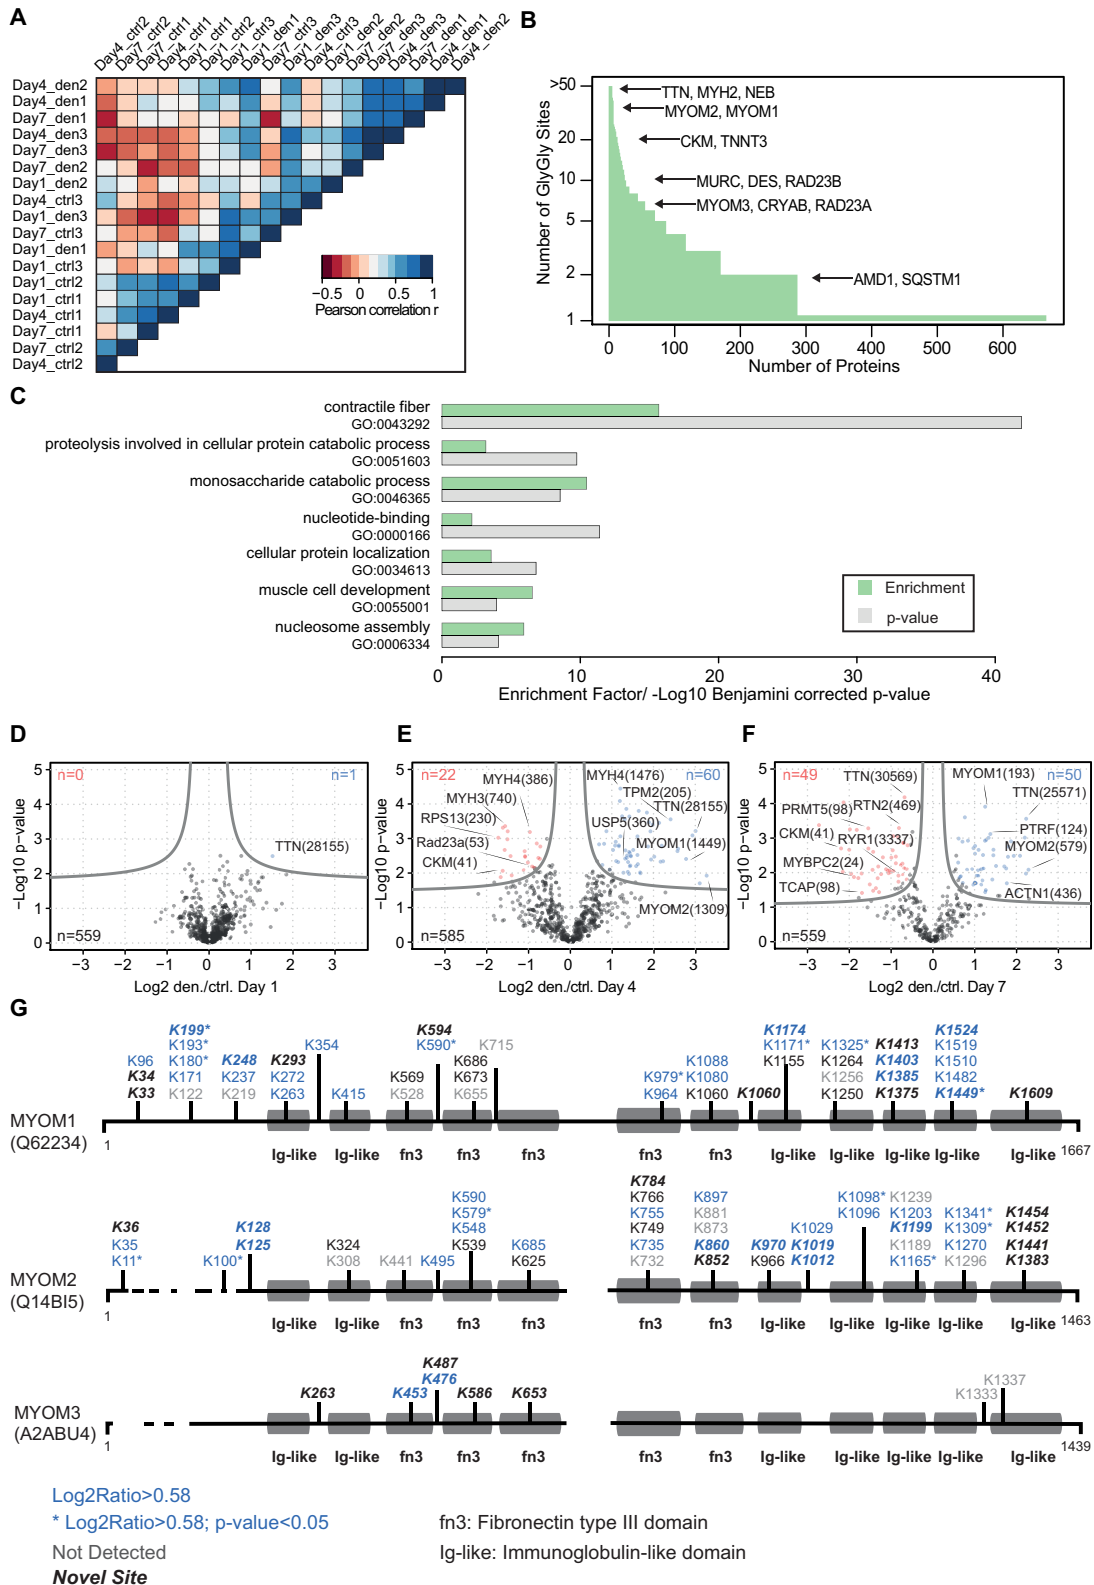 A
Day4_ctrl2
Day7_ctrl2
Day7_ctrl1
Day4_ctrl1
Day1_ctrl1
Day1_ctrl2
Day1_ctrl3
Day1_den1
Day7_ctrl3
Day1_den3
Day4_ctrl3
Day1_den2
Day7_den2
Day7_den3
Day4_den3
Day7_den1
Day4_den1
Day4_den2
Day4_den2
Day4_den1
Day7_den1
Day4_den3
Day7_den3
Day7_den2
Day1_den2
Day4_ctrl3
Day1_den3
Day7_ctrl3
Day1_den1
Day1_ctrl3
Day1_ctrl2
Day1_ctrl1
Day4_ctrl1
Day7_ctrl1
Day7_ctrl2
Day4_ctrl2
−0.5 0 0.5 1
Pearson correlation r
B
Number of GlyGly Sites
>50
20
10
5
2
1
TTN, MYH2, NEB
MYOM2, MYOM1
CKM, TNNT3
MURC, DES, RAD23B
MYOM3, CRYAB, RAD23A
AMD1, SQSTM1
0 100 200 300 400 500 600
Number of Proteins
C
contractile fiber
GO:0043292
proteolysis involved in cellular protein catabolic process
GO:0051603
monosaccharide catabolic process
GO:0046365
nucleotide-binding
GO:0000166
cellular protein localization
GO:0034613
muscle cell development
GO:0055001
nucleosome assembly
GO:0006334
Enrichment
p-value
0 10 20 30 40
Enrichment Factor/ -Log10 Benjamini corrected p-value
D
−Log10 p-value
5
4
3
2
1
0
n=0
n=1
TTN(28155)
n=559
−3 −2 −1 0 1 2 3
Log2 den./ctrl. Day 1
E
−Log10 p-value
5
4
3
2
1
0
n=22
n=60
MYH4(386)
MYH3(740)
RPS13(230)
Rad23a(53)
CKM(41)
MYH4(1476)
TPM2(205)
TTN(28155)
USP5(360)
MYOM1(1449)
MYOM2(1309)
n=585
−3 −2 −1 0 1 2 3
Log2 den./ctrl. Day 4
F
−Log10 p-value
5
4
3
2
1
0
n=49
n=50
TTN(30569)
PRMT5(98)
RTN2(469)
CKM(41)
RYR1(3337)
MYBPC2(24)
TCAP(98)
MYOM1(193)
TTN(25571)
PTRF(124)
MYOM2(579)
ACTN1(436)
n=559
−3 −2 −1 0 1 2 3
Log2 den./ctrl. Day 7
G
MYOM1
(Q62234)
1
K96
K34
K33
K199*
K193*
K180*
K171
K122
K248
K237
K219
K293
K272
K263
K354
K415
K569
K528
K594
K590*
K686
K673
K655
K715
K979*
K964
K1088
K1080
K1060
K1060
K1174
K1171*
K1155
K1325*
K1264
K1256
K1250
K1413
K1403
K1385
K1375
K1524
K1519
K1510
K1482
K1449*
K1609
Ig-like Ig-like fn3 fn3 fn3 fn3 fn3 Ig-like Ig-like Ig-like Ig-like Ig-like
1667
MYOM2
(Q14BI5)
1
K36
K35
K11*
K100*
K128
K125
K324
K308
K441
K495
K590
K579*
K548
K539
K685
K625
K784
K766
K755
K749
K735
K732
K897
K881
K873
K860
K852
K970
K966
K1029
K1019
K1012
K1098*
K1096
K1239
K1203
K1199
K1189
K1165*
K1341*
K1309*
K1270
K1296
K1454
K1452
K1441
K1383
Ig-like Ig-like fn3 fn3 fn3 fn3 fn3 Ig-like Ig-like Ig-like Ig-like Ig-like
1463
MYOM3
(A2ABU4)
1
K263
K453
K487
K476
K586
K653
K1333
K1337
Ig-like Ig-like fn3 fn3 fn3 fn3 fn3 Ig-like Ig-like Ig-like Ig-like Ig-like
1439
Log2Ratio>0.58
* Log2Ratio>0.58; p-value<0.05
Not Detected
Novel Site
fn3: Fibronectin type III domain
Ig-like: Immunoglobulin-like domain